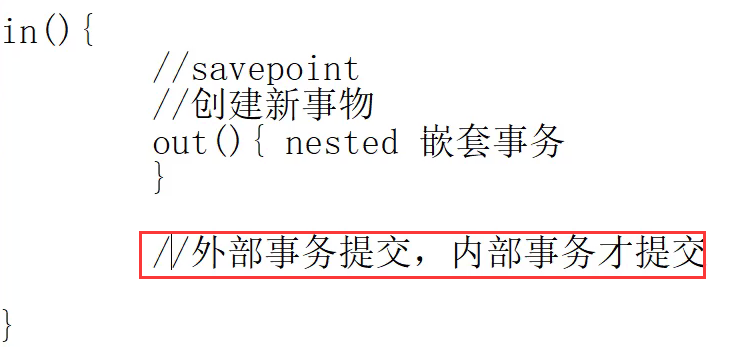 in(){
//savepoint
//创建新事物
out(){ nested 嵌套事务
}
//外部事务提交，内部事务才提交
}